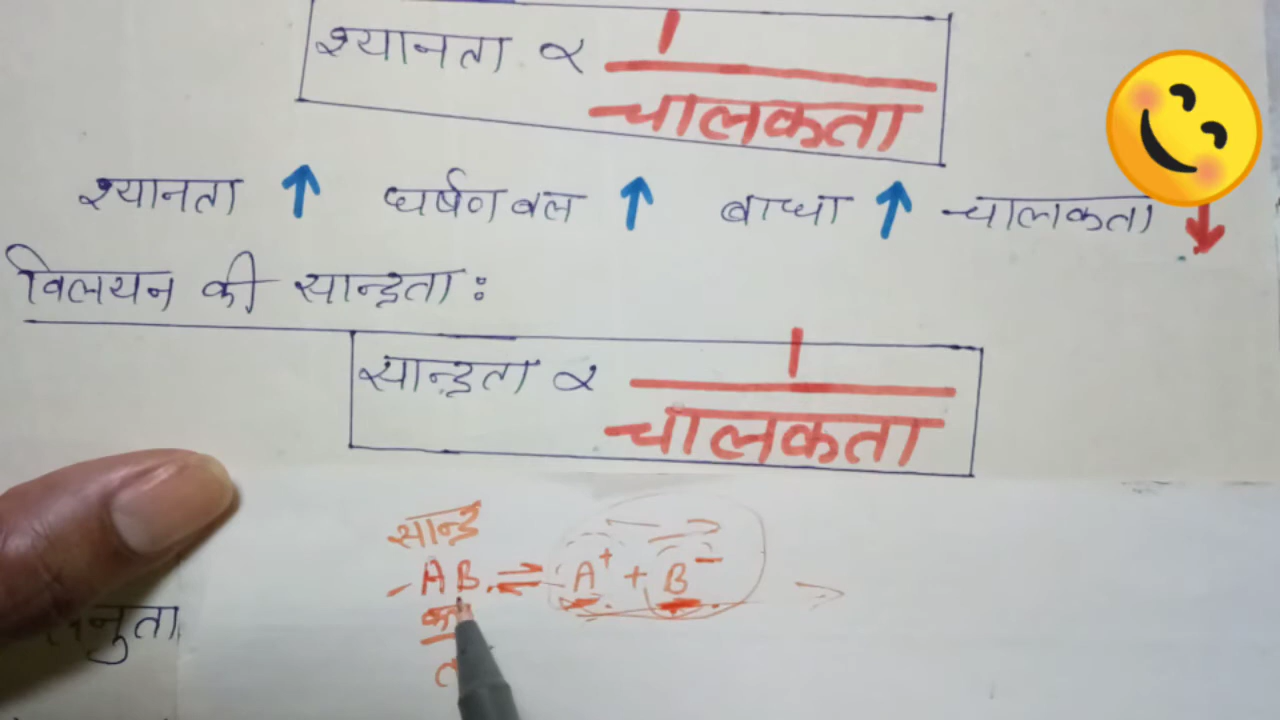 श्यानता ∝ 1
चालकता
श्यानता ↑ घर्षण बल ↑ बाधा ↑ चालकता ↓
विलयन की सान्द्रता :
सान्द्रता ∝ 1
चालकता
सान्द्र
AB ⇌ A⁺ + B⁻